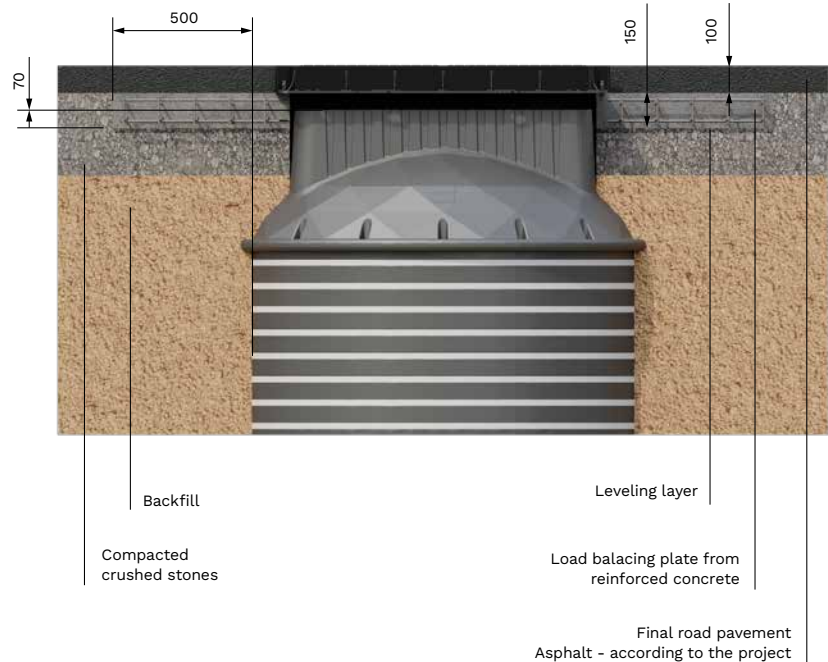 500
150
100
70
Backfill
Compacted
crushed stones
Leveling layer
Load balacing plate from
reinforced concrete
Final road pavement
Asphalt - according to the project